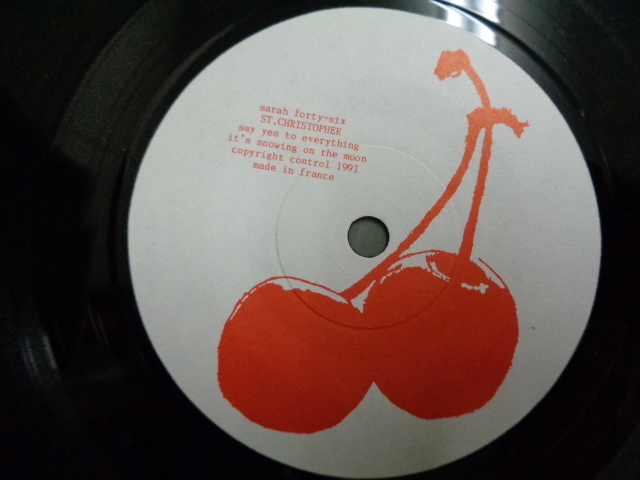 sarah forty-six
ST.CHRISTOPHER
say yes to everything
it's snowing on the moon
copyright control 1991
made in france